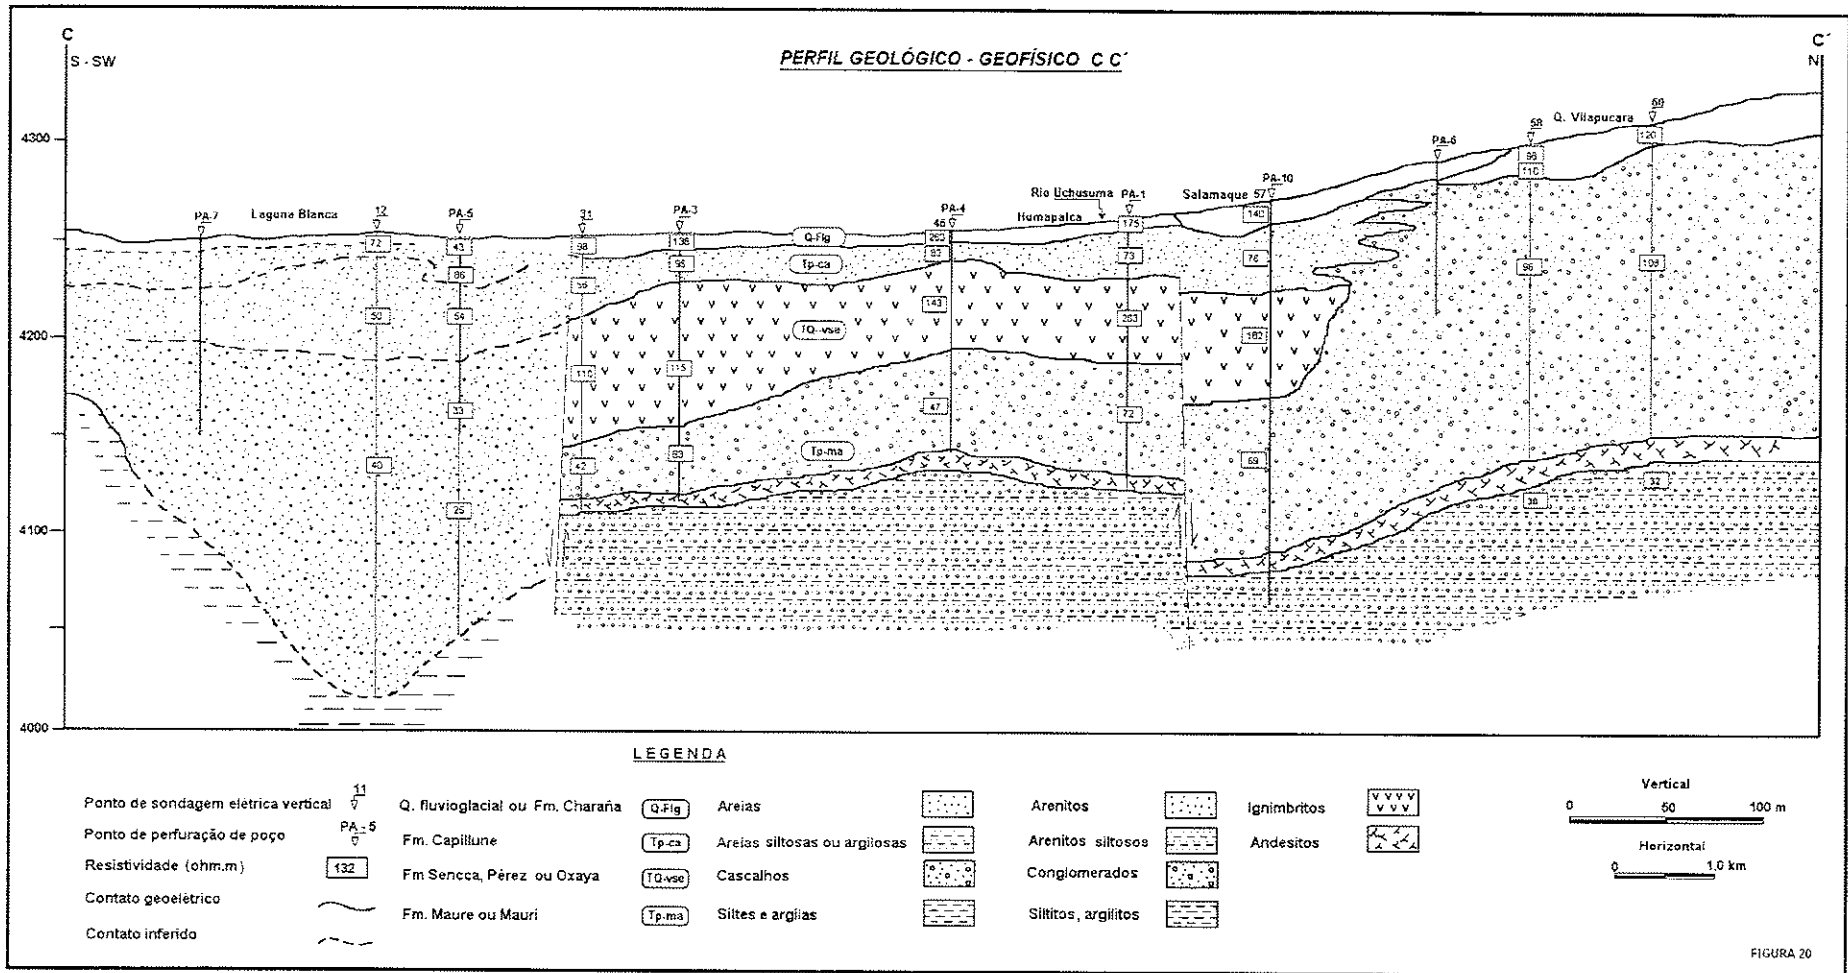 C
S - SW
PERFIL GEOLÓGICO - GEOFÍSICO C C´
C´
N
4300
4200
4100
4000
PA-7
Laguna Blanca
12
PA-5
31
PA-3
46
PA-4
Humapalca
Río Uchusuma
PA-1
Salamaque
57
PA-10
PA-6
58
Q. Vilapucara
59
72
43
98
138
Q-Flg
260
175
140
96
110
120
86
95
Tp-ca
83
73
76
50
54
56
TQ-vse
143
263
162
96
109
33
110
115
47
72
40
42
83
Tp-ma
59
25
38
32
LEGENDA
Ponto de sondagem elétrica vertical 11
Ponto de perfuração de poço PA - 5
Resistividade (ohm.m) 132
Contato geoelétrico
Contato inferido
Q. fluvioglacial ou Fm. Charaña Q-Flg
Fm. Capillune Tp-ca
Fm Sencca, Pérez ou Oxaya TQ-vse
Fm. Maure ou Mauri Tp-ma
Areias
Areias siltosas ou argilosas
Cascalhos
Siltes e argilas
Arenitos
Arenitos siltosos
Conglomerados
Siltitos, argilitos
Ignimbritos
Andesitos
Vertical
0 50 100 m
Horizontal
0 1,0 km
FIGURA 20